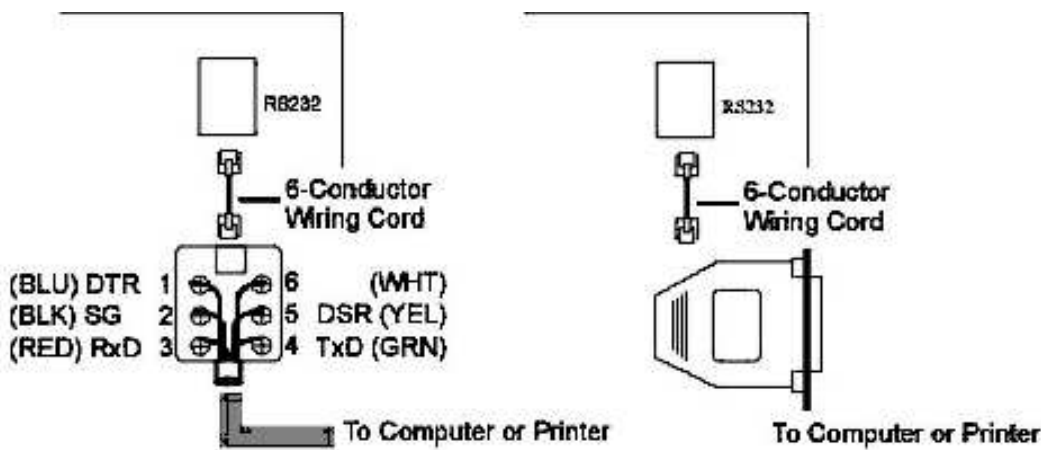 RS232
6-Conductor
Wiring Cord
(BLU) DTR 1
(BLK) SG 2
(RED) RxD 3
6 (WHT)
5 DSR (YEL)
4 TxD (GRN)
To Computer or Printer
RS232
6-Conductor
Wiring Cord
To Computer or Printer